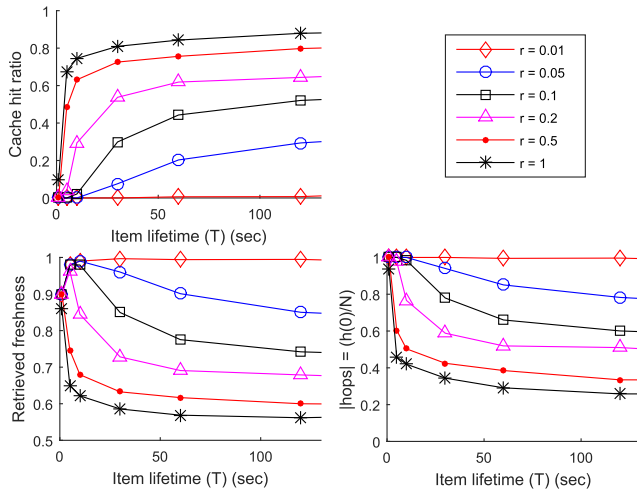 1
0.8
0.6
0.4
0.2
0
0
50
100
Cache hit ratio
Item lifetime (T) (sec)
r = 0.01
r = 0.05
r = 0.1
r = 0.2
r = 0.5
r = 1
1
0.9
0.8
0.7
0.6
0.5
0
50
100
Retrieved freshness
Item lifetime (T) (sec)
1
0.8
0.6
0.4
0.2
0
0
50
100
|hops| = (h(0)/N)
Item lifetime (T) (sec)